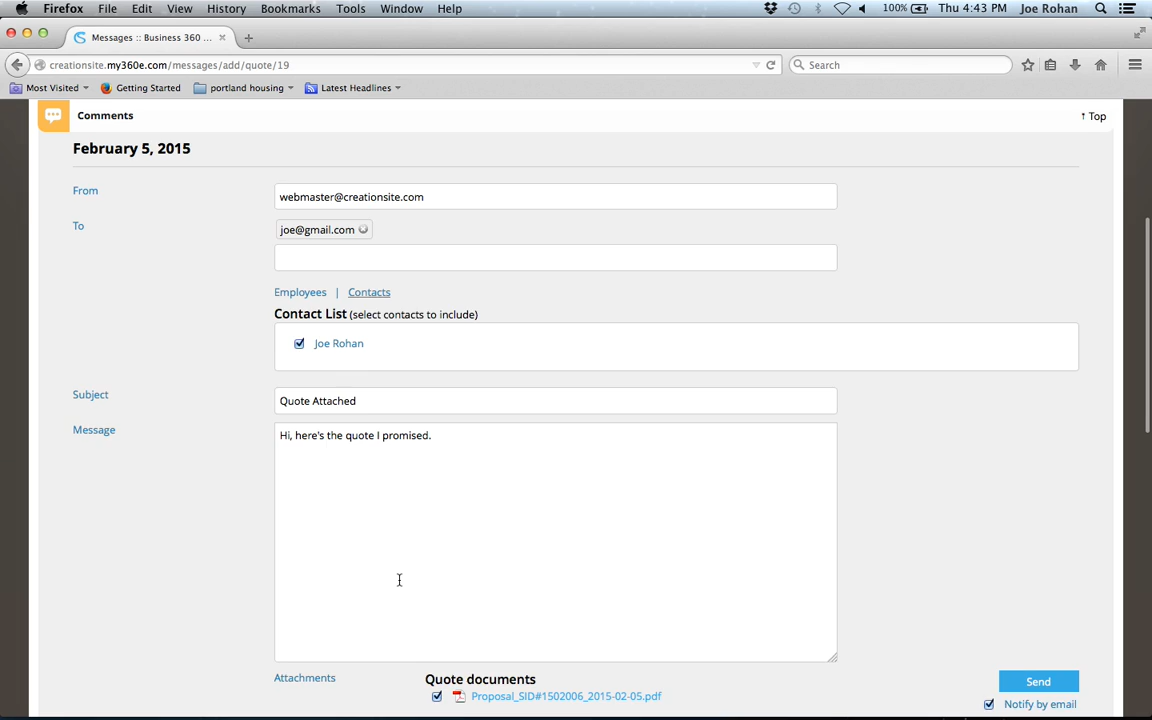 Firefox File Edit View History Bookmarks Tools Window Help 100% Thu 4:43 PM Joe Rohan
Messages :: Business 360 ...
creationsite.my360e.com/messages/add/quote/19 Search
Most Visited Getting Started portland housing Latest Headlines
Comments ↑ Top
February 5, 2015
From webmaster@creationsite.com
To joe@gmail.com
Employees | Contacts
Contact List (select contacts to include)
Joe Rohan
Subject Quote Attached
Message Hi, here's the quote I promised.
Attachments Quote documents Send
Proposal_SID#1502006_2015-02-05.pdf Notify by email